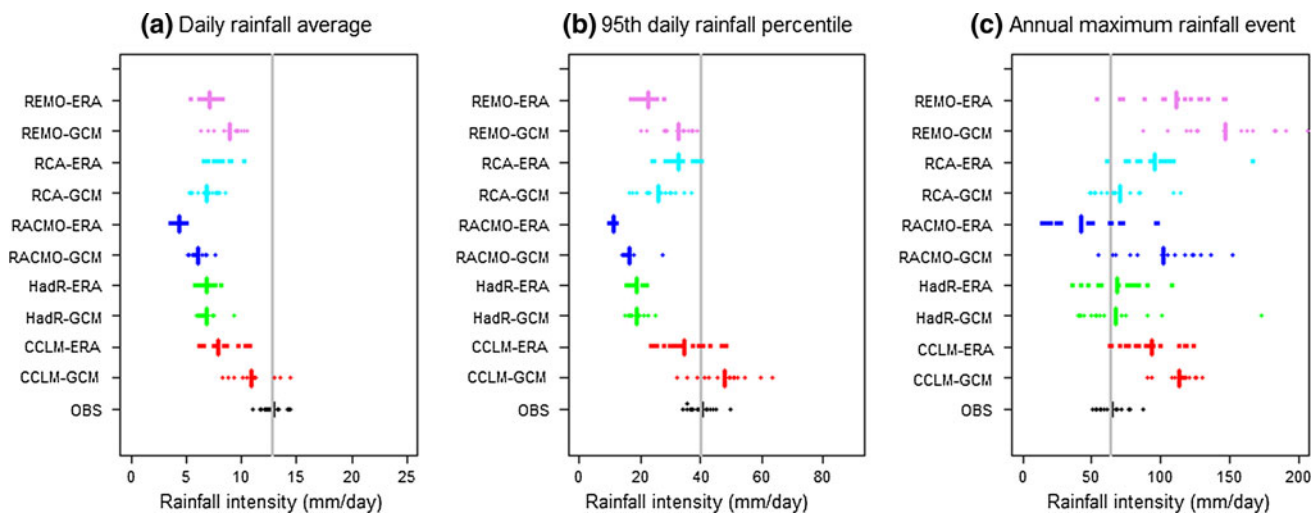 (a) Daily rainfall average
REMO-ERA
REMO-GCM
RCA-ERA
RCA-GCM
RACMO-ERA
RACMO-GCM
HadR-ERA
HadR-GCM
CCLM-ERA
CCLM-GCM
OBS
0 5 10 15 20 25
Rainfall intensity (mm/day)
(b) 95th daily rainfall percentile
REMO-ERA
REMO-GCM
RCA-ERA
RCA-GCM
RACMO-ERA
RACMO-GCM
HadR-ERA
HadR-GCM
CCLM-ERA
CCLM-GCM
OBS
0 20 40 60 80
Rainfall intensity (mm/day)
(c) Annual maximum rainfall event
REMO-ERA
REMO-GCM
RCA-ERA
RCA-GCM
RACMO-ERA
RACMO-GCM
HadR-ERA
HadR-GCM
CCLM-ERA
CCLM-GCM
OBS
0 50 100 150 200
Rainfall intensity (mm/day)